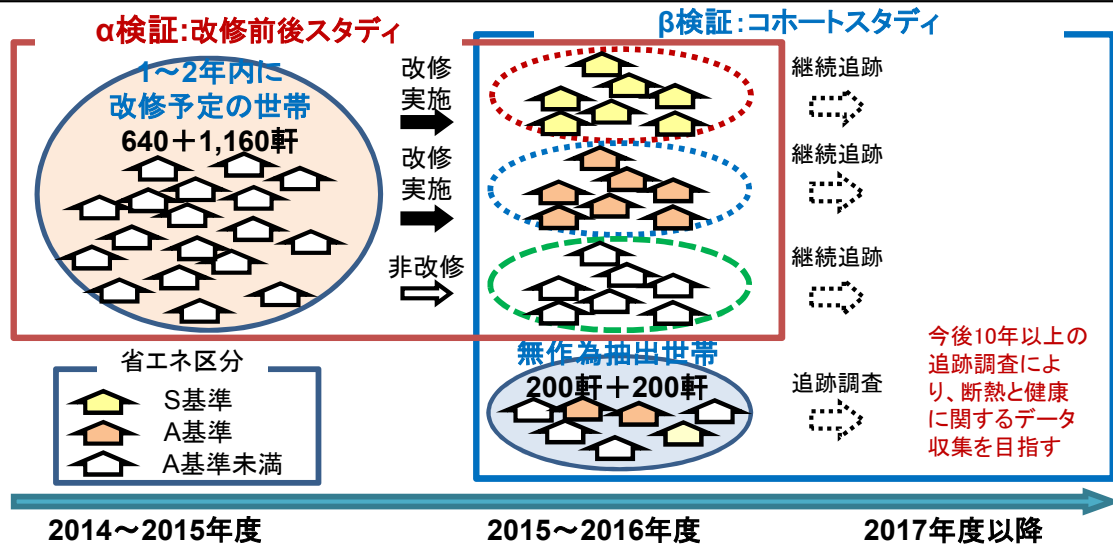 α検証:改修前後スタディ
β検証:コホートスタディ
1～2年内に
改修予定の世帯
640＋1,160軒
改修
実施
継続追跡
改修
実施
継続追跡
非改修
継続追跡
無作為抽出世帯
200軒＋200軒
追跡調査
今後10年以上の
追跡調査によ
り、断熱と健康
に関するデータ
収集を目指す
省エネ区分
S基準
A基準
A基準未満
2014～2015年度
2015～2016年度
2017年度以降